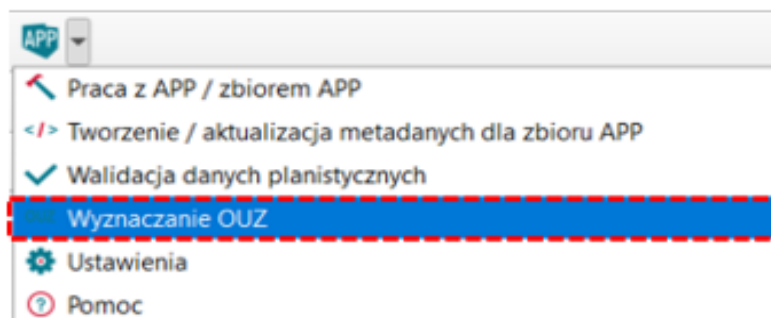 APP
Praca z APP / zbiorem APP
</> Tworzenie / aktualizacja metadanych dla zbioru APP
Walidacja danych planistycznych
Wyznaczanie OUZ
Ustawienia
Pomoc